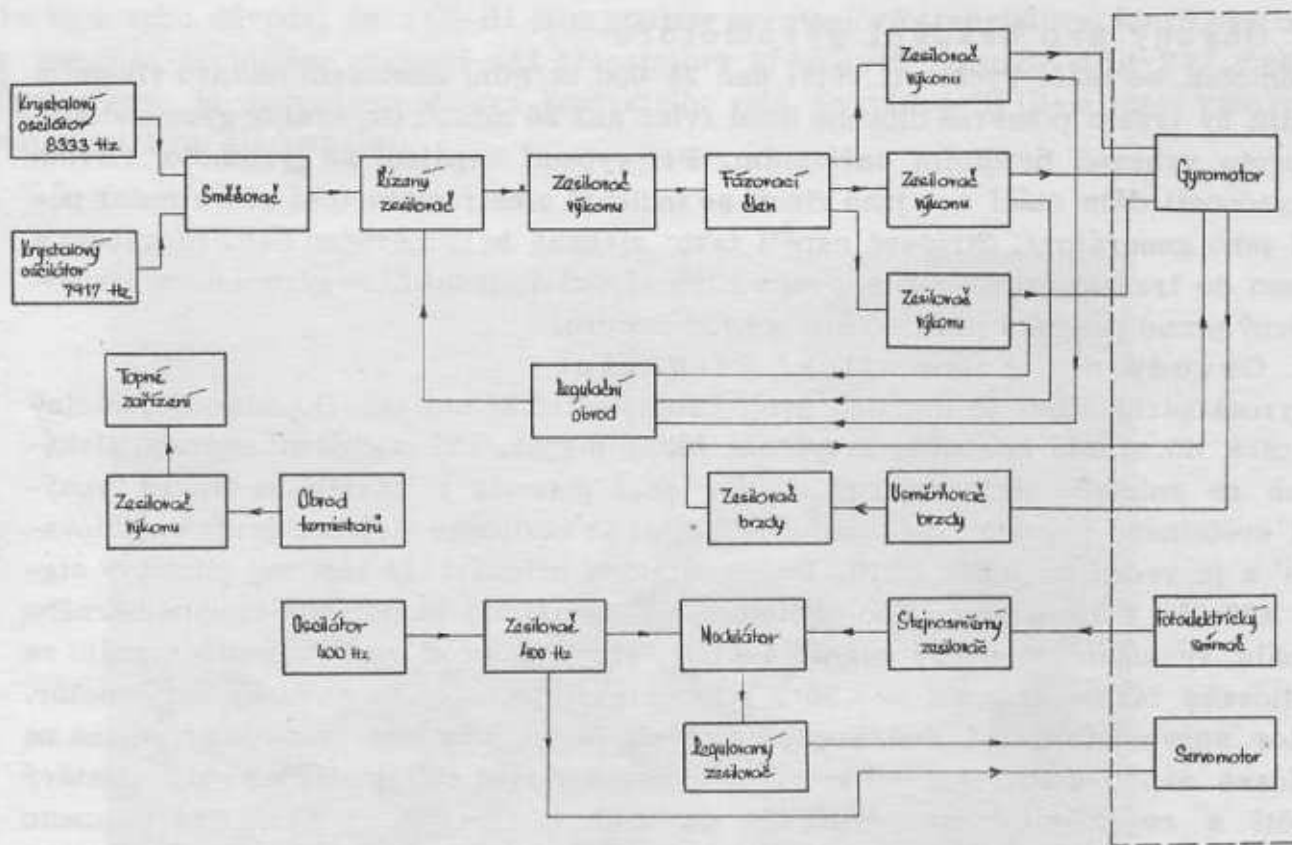 Zesilovač
výkonu
Krystalový
oscilátor
8333 Hz
Směšovač
Řízený
zesilovač
Zesilovač
výkonu
Fázovací
člen
Zesilovač
výkonu
Gyromotor
Krystalový
oscilátor
7917 Hz
Zesilovač
výkonu
Topné
zařízení
Regulační
obvod
Zesilovač
výkonu
Obvod
termistorů
Zesilovač
brzdy
Usměrňovač
brzdy
Oscilátor
400 Hz
Zesilovač
400 Hz
Modulátor
Stejnosměrný
zesilovač
Fotoelektrický
snímač
Regulovaný
zesilovač
Servomotor